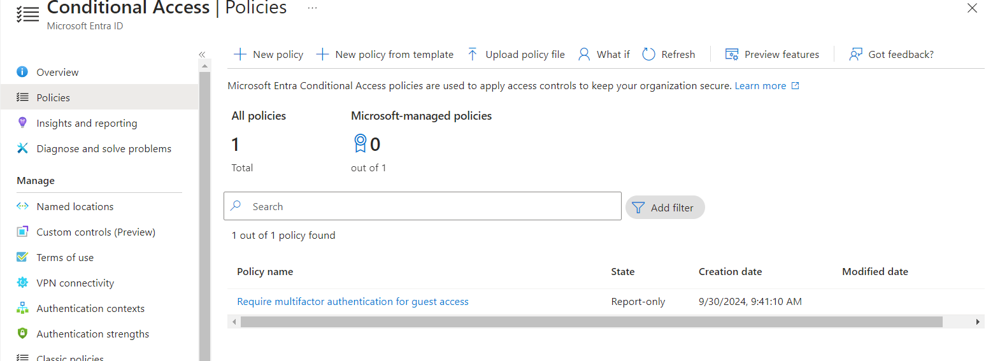 Conditional Access | Policies ...
Microsoft Entra ID
«
Overview
Policies
Insights and reporting
Diagnose and solve problems
Manage
Named locations
Custom controls (Preview)
Terms of use
VPN connectivity
Authentication contexts
Authentication strengths
Classic policies
New policy New policy from template Upload policy file What if Refresh Preview features Got feedback?
Microsoft Entra Conditional Access policies are used to apply access controls to keep your organization secure. Learn more
All policies Microsoft-managed policies
1 0
Total out of 1
Search Add filter
1 out of 1 policy found
Policy name State Creation date Modified date
Require multifactor authentication for guest access Report-only 9/30/2024, 9:41:10 AM